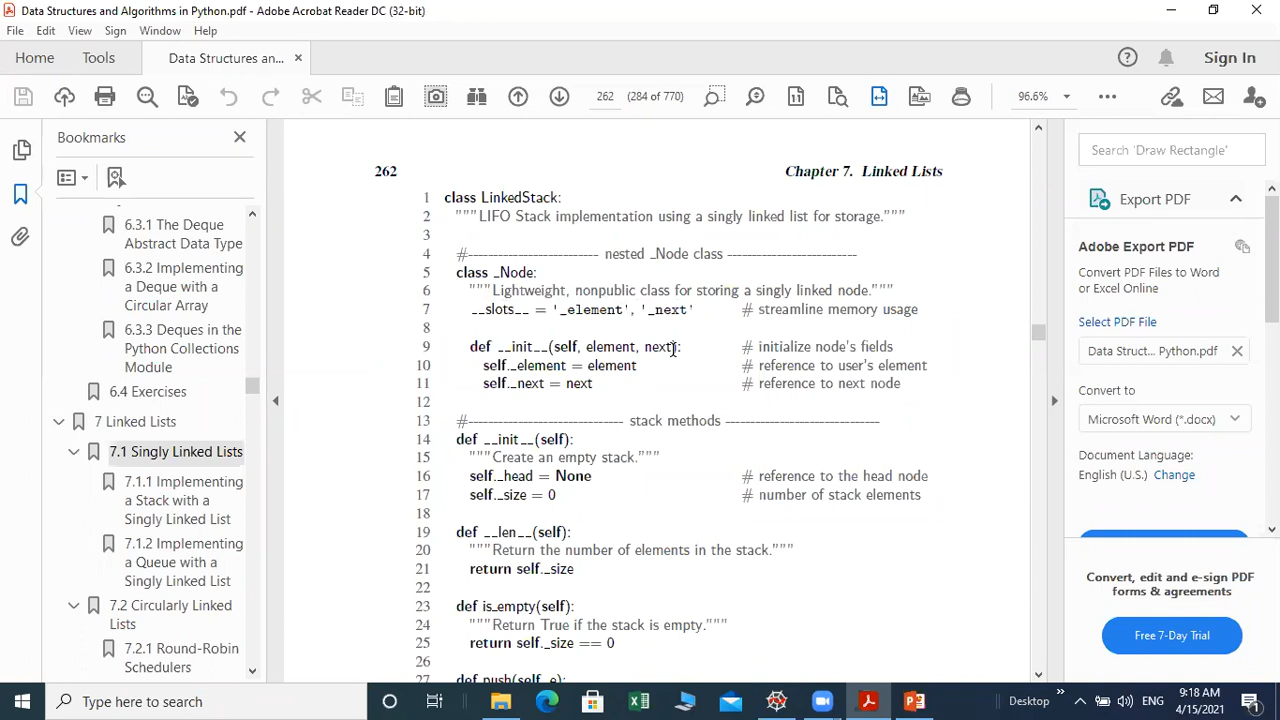 Data Structures and Algorithms in Python.pdf - Adobe Acrobat Reader DC (32-bit)
File Edit View Sign Window Help
Home Tools Data Structures an... × Sign In
262 (284 of 770) 96.6%
Bookmarks
6.3.1 The Deque
Abstract Data Type
6.3.2 Implementing
a Deque with a
Circular Array
6.3.3 Deques in the
Python Collections
Module
6.4 Exercises
7 Linked Lists
7.1 Singly Linked Lists
7.1.1 Implementing
a Stack with a
Singly Linked List
7.1.2 Implementing
a Queue with a
Singly Linked List
7.2 Circularly Linked
Lists
7.2.1 Round-Robin
Schedulers
262 Chapter 7. Linked Lists
1 class LinkedStack:
2 """LIFO Stack implementation using a singly linked list for storage."""
3
4 #-------------------------- nested _Node class --------------------------
5 class _Node:
6 """Lightweight, nonpublic class for storing a singly linked node."""
7 __slots__ = '_element', '_next' # streamline memory usage
8
9 def __init__(self, element, next): # initialize node's fields
10 self._element = element # reference to user's element
11 self._next = next # reference to next node
12
13 #------------------------------- stack methods -------------------------------
14 def __init__(self):
15 """Create an empty stack."""
16 self._head = None # reference to the head node
17 self._size = 0 # number of stack elements
18
19 def __len__(self):
20 """Return the number of elements in the stack."""
21 return self._size
22
23 def is_empty(self):
24 """Return True if the stack is empty."""
25 return self._size == 0
26
27 def push(self, e):
Search 'Draw Rectangle'
Export PDF
Adobe Export PDF
Convert PDF Files to Word
or Excel Online
Select PDF File
Data Struct... Python.pdf ×
Convert to
Microsoft Word (*.docx)
Document Language:
English (U.S.) Change
Convert, edit and e-sign PDF
forms & agreements
Free 7-Day Trial
Type here to search
Desktop » ENG
9:18 AM
4/15/2021
1